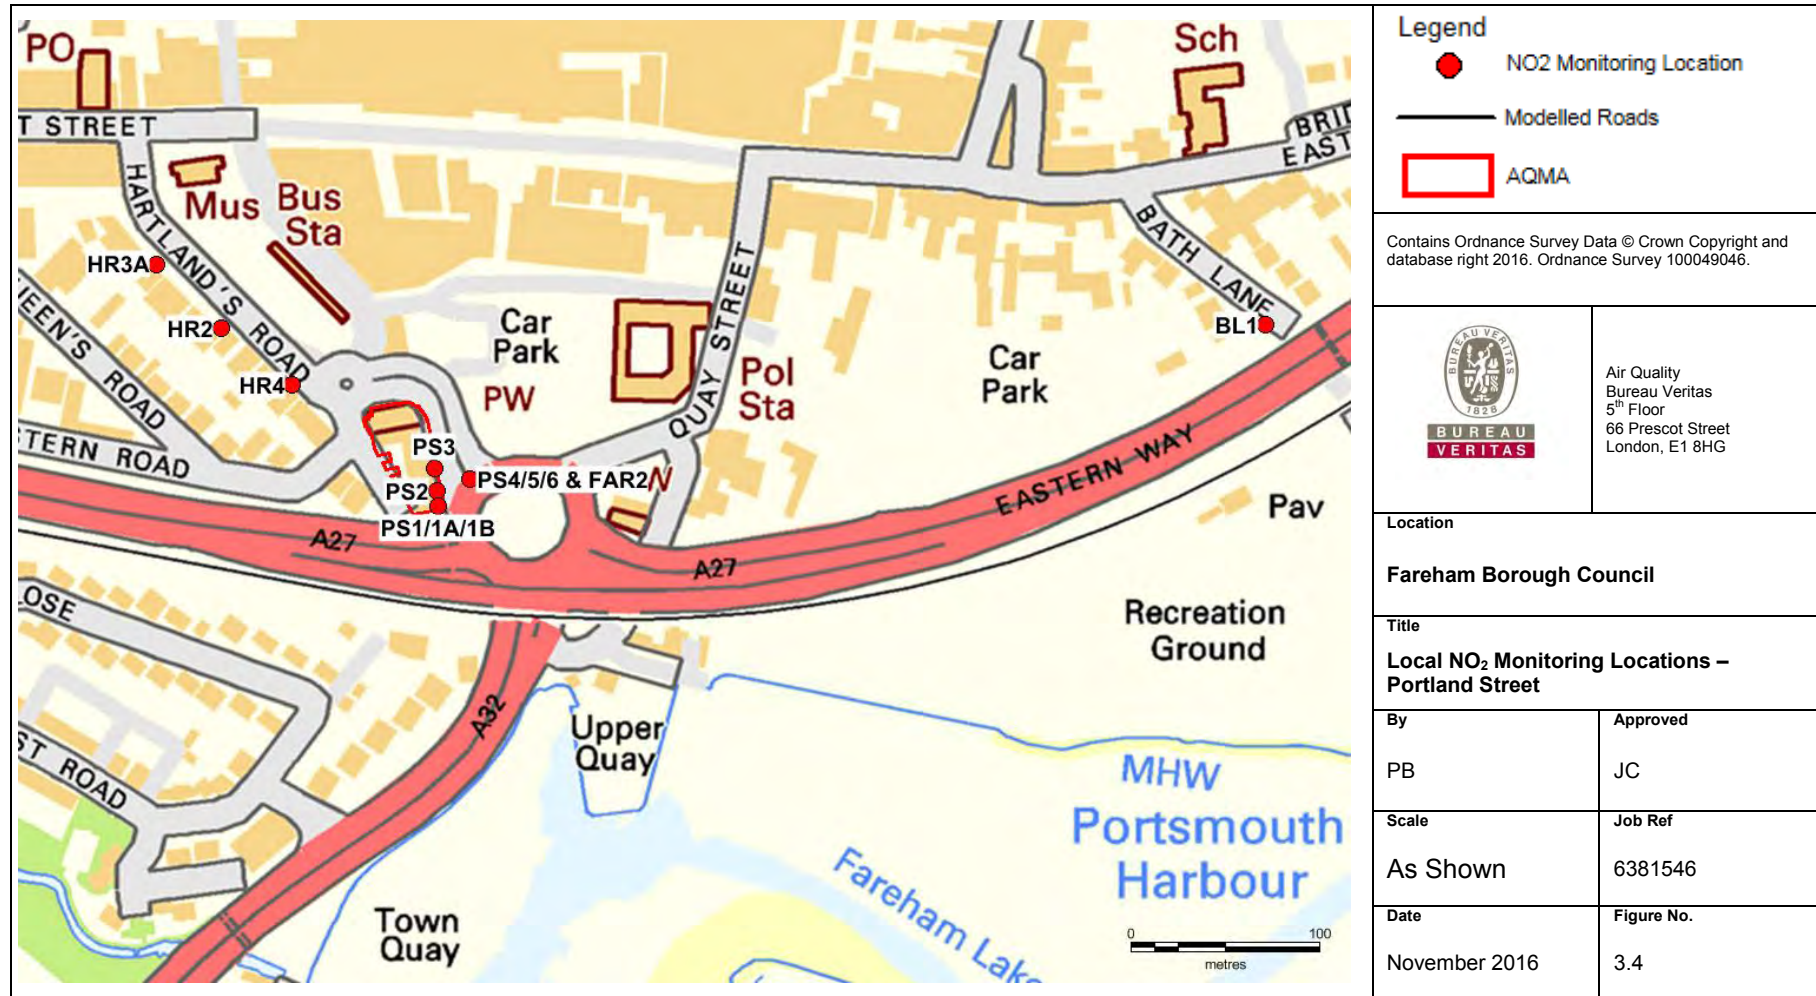 PO
T STREET
HARTLAND'S ROAD
Mus
Bus
Sta
Sch
BRID
EAST
BATH LANE
HR3A
HR2
HR4
UEEN'S ROAD
TERN ROAD
Car
Park
PW
QUAY STREET
Pol
Sta
Car
Park
BL1
PS3
PS2
PS4/5/6 & FAR2
PS1/1A/1B
A27
A27
EASTERN WAY
Pav
Recreation
Ground
LOSE
ST ROAD
A32
Upper
Quay
Town
Quay
MHW
Portsmouth
Harbour
Fareham Lake
0 100
metres
Legend
NO2 Monitoring Location
Modelled Roads
AQMA
Contains Ordnance Survey Data © Crown Copyright and
database right 2016. Ordnance Survey 100049046.
BUREAU VERITAS
1828
BUREAU
VERITAS
Air Quality
Bureau Veritas
5th Floor
66 Prescot Street
London, E1 8HG
Location
Fareham Borough Council
Title
Local NO₂ Monitoring Locations –
Portland Street
By
Approved
PB
JC
Scale
Job Ref
As Shown
6381546
Date
Figure No.
November 2016
3.4